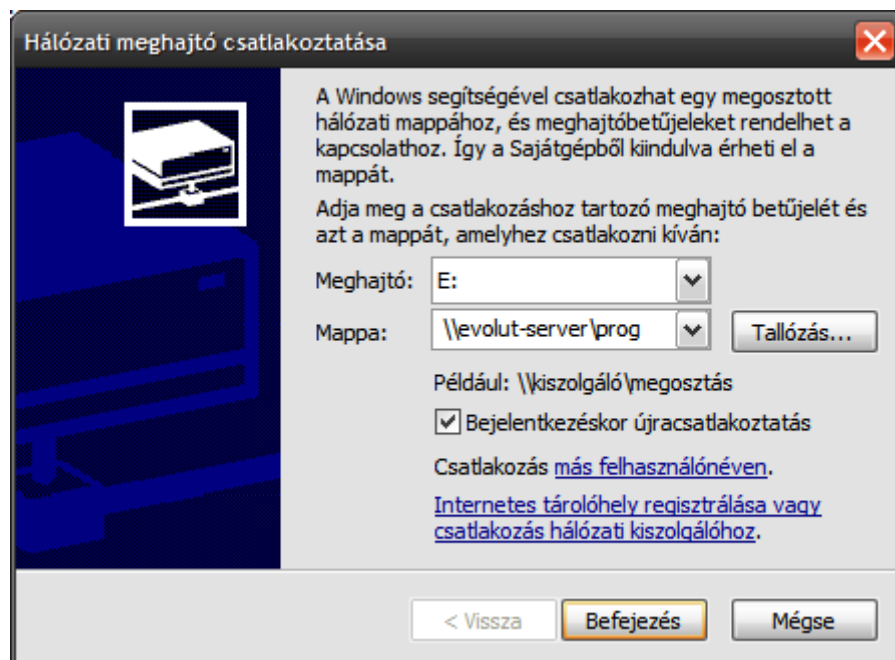 Hálózati meghajtó csatlakoztatása
A Windows segítségével csatlakozhat egy megosztott
hálózati mappához, és meghajtóbetűjeleket rendelhet a
kapcsolathoz. Így a Sajátgépből kiindulva érheti el a
mappát.
Adja meg a csatlakozáshoz tartozó meghajtó betűjelét és
azt a mappát, amelyhez csatlakozni kíván:
Meghajtó: E:
Mappa: \\evolut-server\prog Tallózás...
Például: \\kiszolgáló\megosztás
Bejelentkezéskor újracsatlakoztatás
Csatlakozás más felhasználónéven.
Internetes tárolóhely regisztrálása vagy
csatlakozás hálózati kiszolgálóhoz.
< Vissza Befejezés Mégse